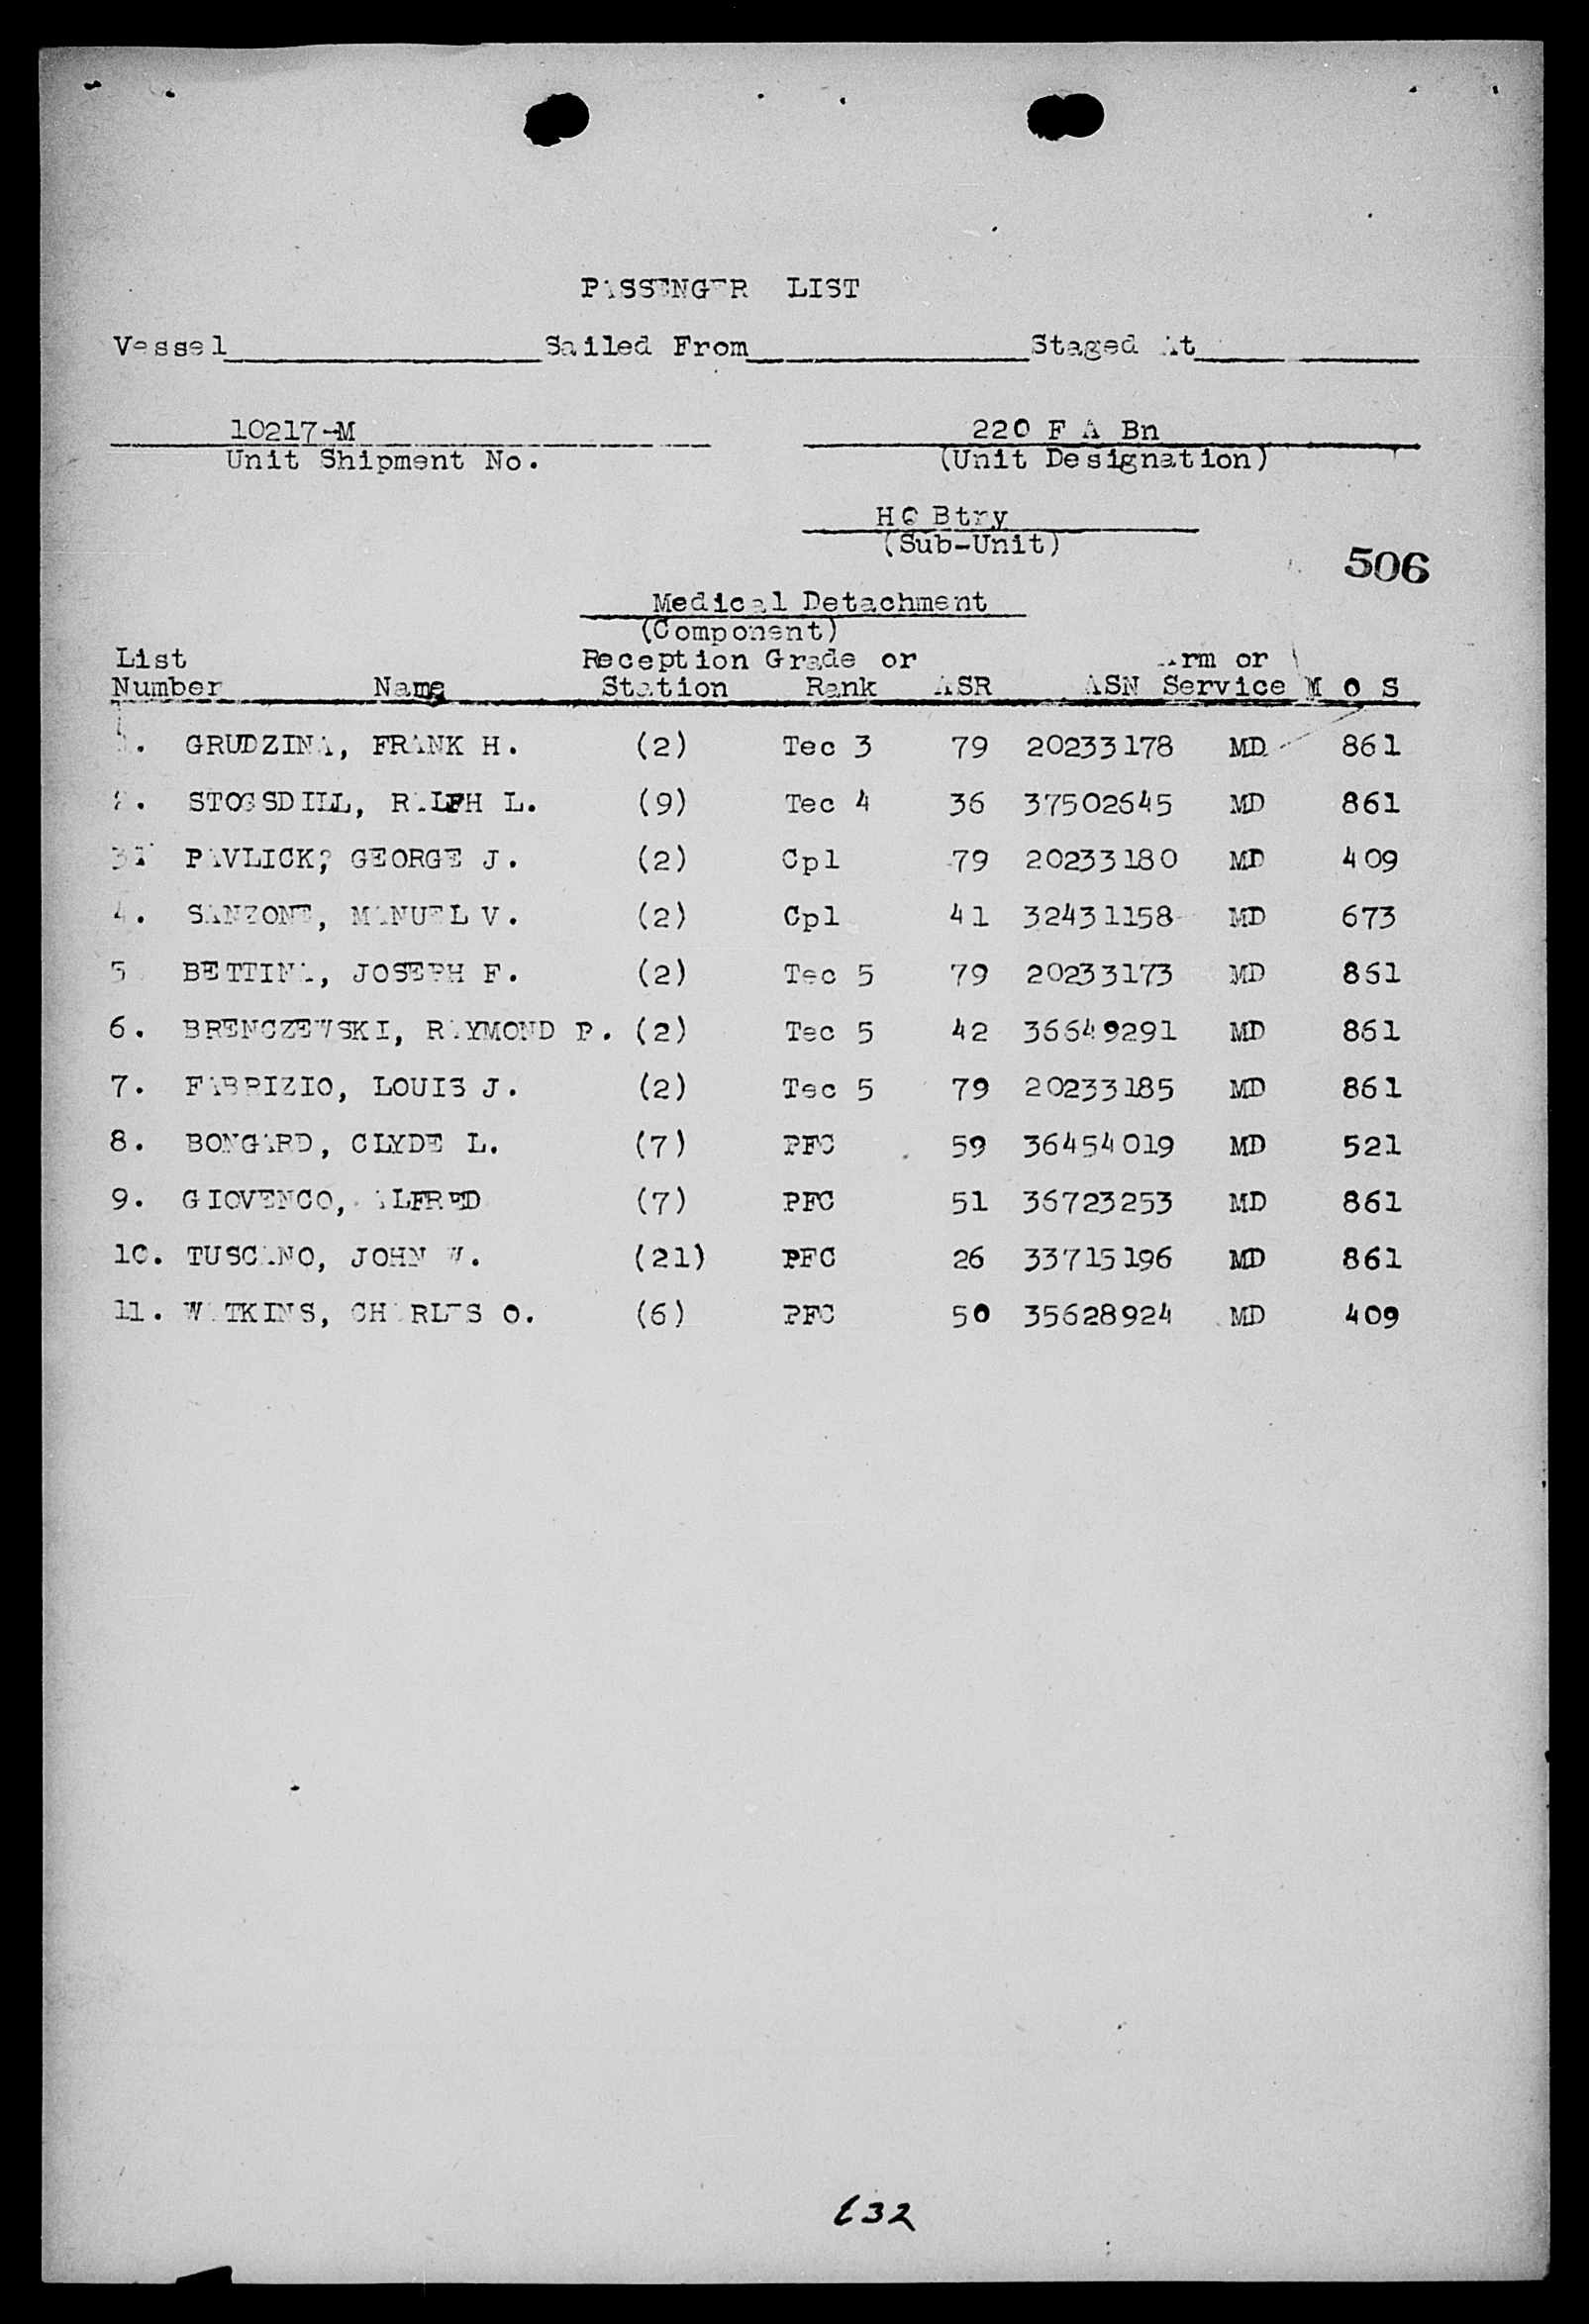 PASSENGER LIST
Vessel Sailed From Staged At
10217-M 220 F A Bn
Unit Shipment No. (Unit Designation)
HQ Btry
(Sub-Unit)
506
Medical Detachment
(Component)
List Reception Grade or Arm or
Number Name Station Rank ASR ASN Service M O S
1. GRUDZINA, FRANK H. (2) Tec 3 79 20233178 MD 861
2. STOGSDILL, RALPH L. (9) Tec 4 36 37502645 MD 861
3. PAVLICK, GEORGE J. (2) Cpl 79 20233180 MD 409
4. SANZONE, MANUEL V. (2) Cpl 41 32431158 MD 673
5 BETTINA, JOSEPH F. (2) Tec 5 79 20233173 MD 861
6. BRENCZEWSKI, RAYMOND P. (2) Tec 5 42 36649291 MD 861
7. FABRIZIO, LOUIS J. (2) Tec 5 79 20233185 MD 861
8. BONGARD, CLYDE L. (7) PFC 59 36454019 MD 521
9. GIOVENCO, ALFRED (7) PFC 51 36723253 MD 861
10. TUSCANO, JOHN W. (21) PFC 26 33715196 MD 861
11. WATKINS, CHARLES O. (6) PFC 50 35628924 MD 409
632